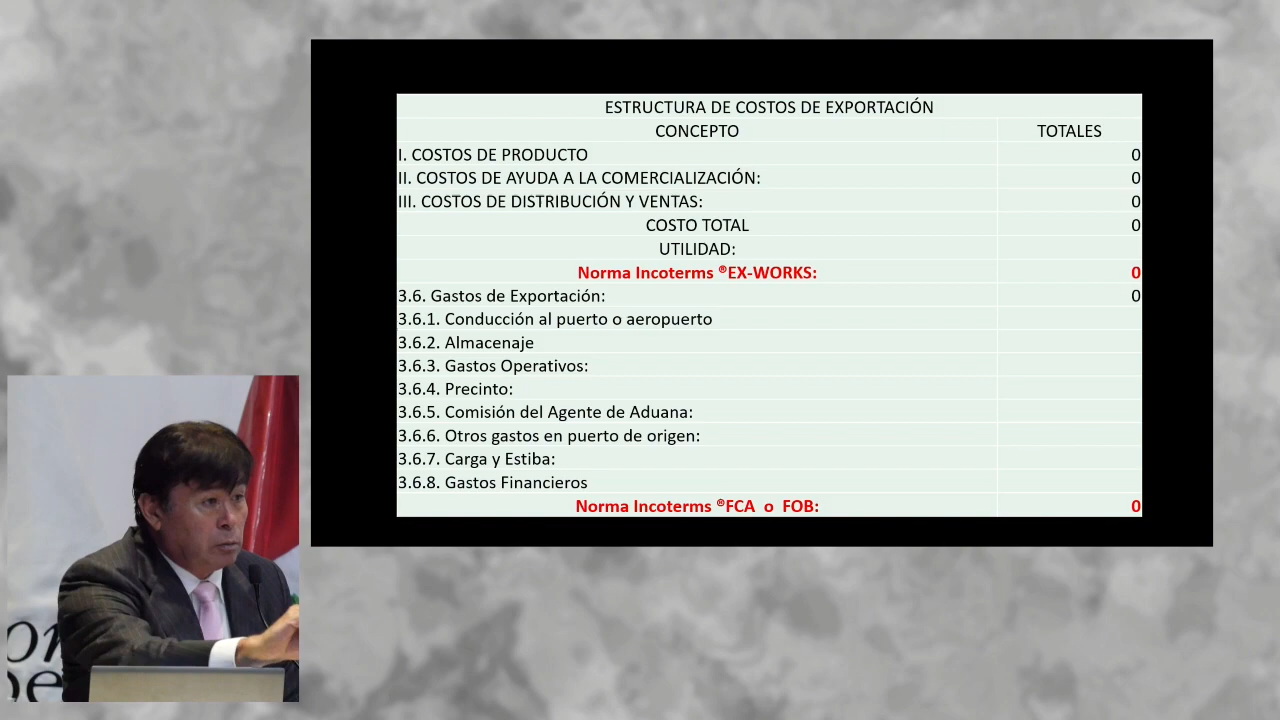 ESTRUCTURA DE COSTOS DE EXPORTACIÓN
CONCEPTO TOTALES
I. COSTOS DE PRODUCTO 0
II. COSTOS DE AYUDA A LA COMERCIALIZACIÓN: 0
III. COSTOS DE DISTRIBUCIÓN Y VENTAS: 0
COSTO TOTAL 0
UTILIDAD:
Norma Incoterms ®EX-WORKS: 0
3.6. Gastos de Exportación: 0
3.6.1. Conducción al puerto o aeropuerto
3.6.2. Almacenaje
3.6.3. Gastos Operativos:
3.6.4. Precinto:
3.6.5. Comisión del Agente de Aduana:
3.6.6. Otros gastos en puerto de origen:
3.6.7. Carga y Estiba:
3.6.8. Gastos Financieros
Norma Incoterms ®FCA o FOB: 0